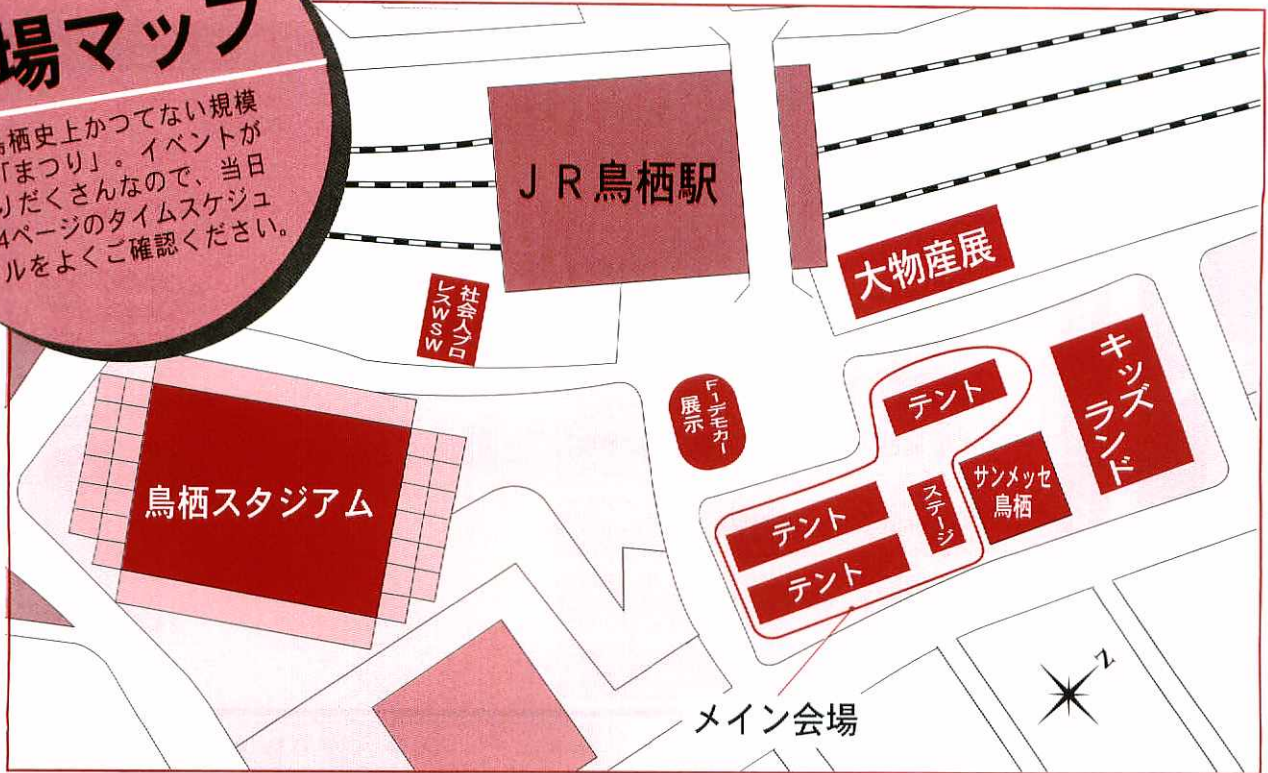 場マップ
鳥栖史上かつてない規模
「まつり」。イベントが
りだくさんなので、当日
4ページのタイムスケジュ
ルをよくご確認ください。
JR鳥栖駅
大物産展
社会人プロ
レスWSW
キッズ
ランド
F1デモカー
展示
テント
サンメッセ
鳥栖
ステージ
テント
テント
鳥栖スタジアム
メイン会場
N